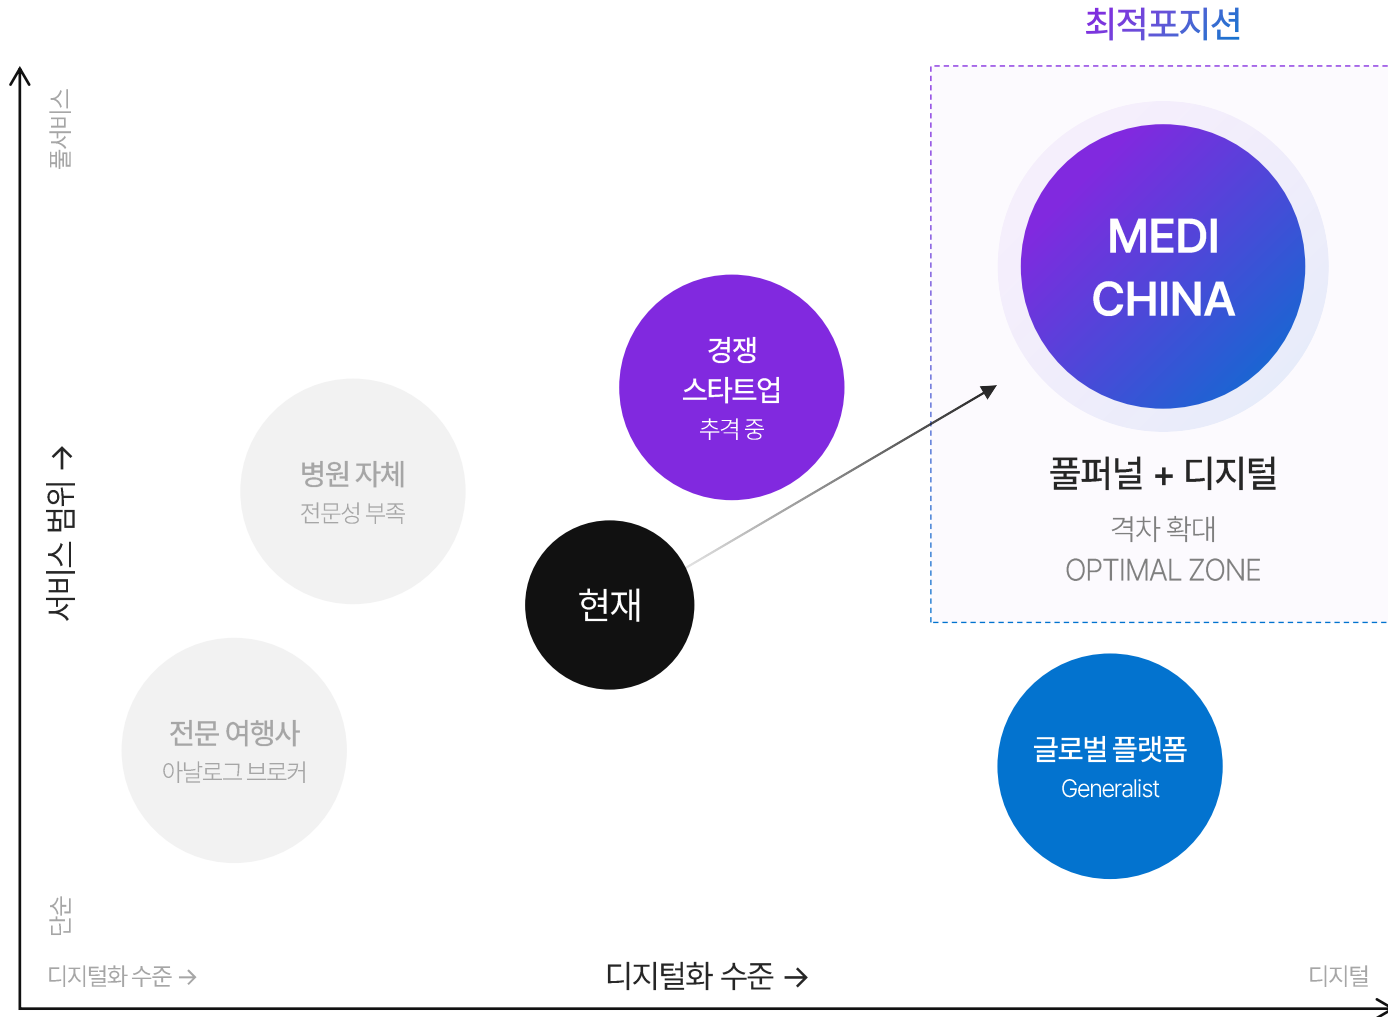 최적포지션
풀서비스
MEDI
CHINA
경쟁
스타트업
추격 중
병원 자체
전문성 부족
서비스 범위 →
풀퍼널 + 디지털
격차 확대
OPTIMAL ZONE
현재
전문 여행사
아날로그 브로커
글로벌 플랫폼
Generalist
단순
디지털화 수준 →
디지털화 수준 →
디지털